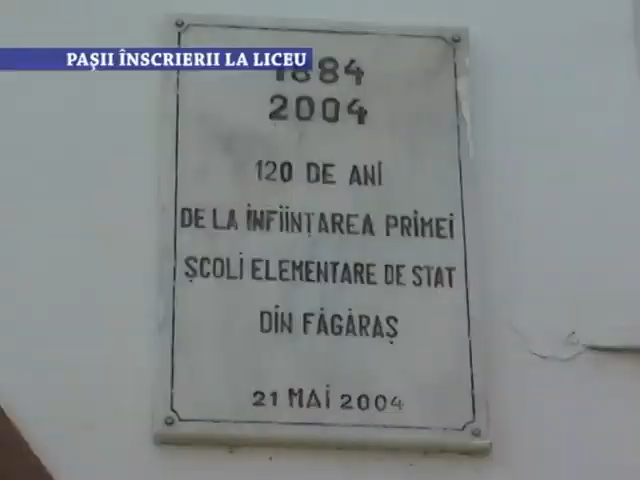 PAȘII ÎNSCRIERII LA LICEU
1884
2004
120 DE ANI
DE LA ÎNFIINȚAREA PRIMEI
ȘCOLI ELEMENTARE DE STAT
DIN FĂGĂRAȘ
21 MAI 2004